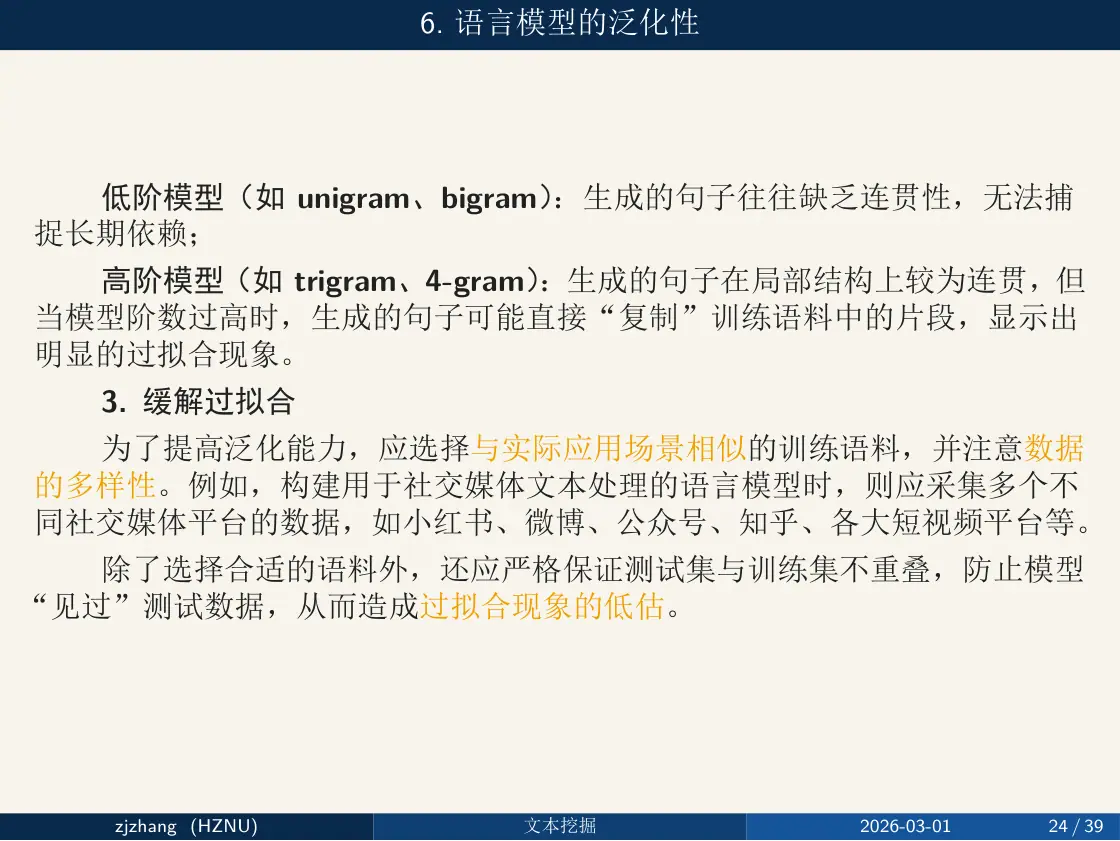 6. 语言模型的泛化性
低阶模型（如 unigram、bigram）：生成的句子往往缺乏连贯性，无法捕
捉长期依赖；
高阶模型（如 trigram、4-gram）：生成的句子在局部结构上较为连贯，但
当模型阶数过高时，生成的句子可能直接“复制”训练语料中的片段，显示出
明显的过拟合现象。
3. 缓解过拟合
为了提高泛化能力，应选择与实际应用场景相似的训练语料，并注意数据
的多样性。例如，构建用于社交媒体文本处理的语言模型时，则应采集多个不
同社交媒体平台的数据，如小红书、微博、公众号、知乎、各大短视频平台等。
除了选择合适的语料外，还应严格保证测试集与训练集不重叠，防止模型
“见过”测试数据，从而造成过拟合现象的低估。
zjzhang (HZNU) 文本挖掘 2026-03-01 24 / 39